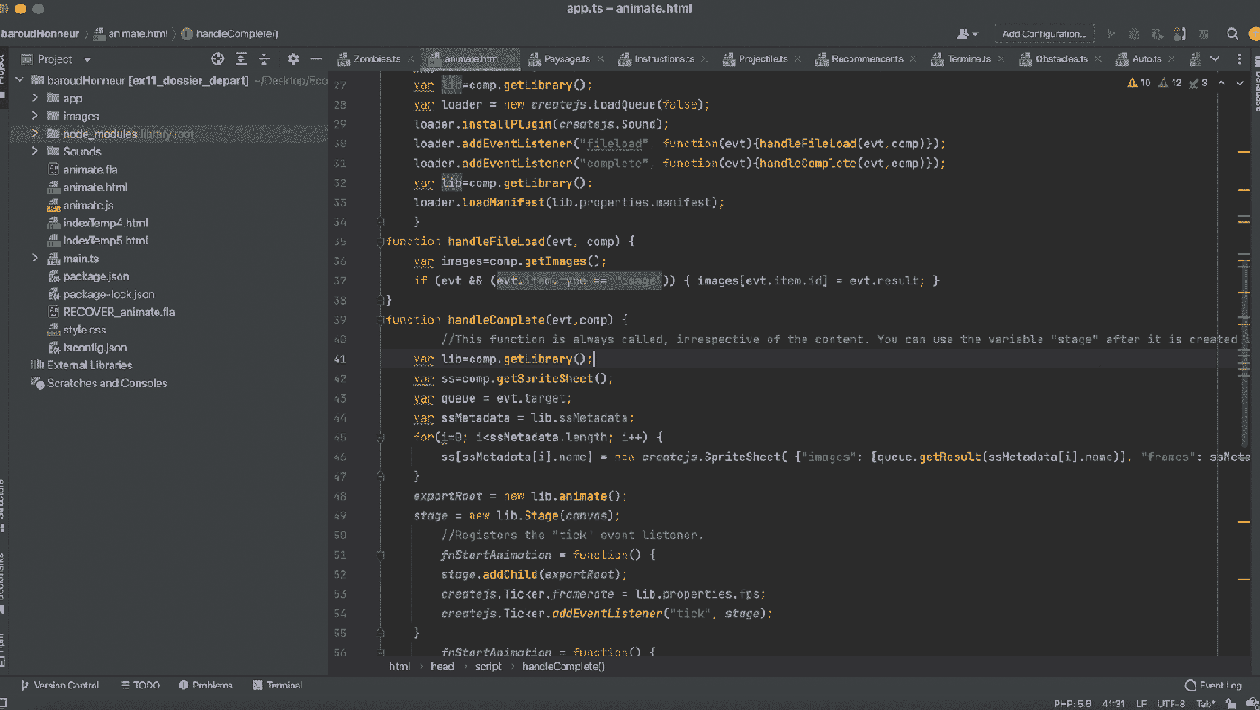 app.ts – animate.html
baroudHonneur animate.html handleComplete()
Add Configuration...
Project
Zombies.ts animate.html Paysage.ts Instructions.ts Projectile.ts Recommencer.ts Terrain.ts Obstacles.ts Auto.ts
baroudHonneur [ex11_dossier_depart] ~/Desktop/Eco
app
images
node_modules library root
Sounds
animate.fla
animate.html
animate.js
indexTemp4.html
indexTemp5.html
main.ts
package.json
package-lock.json
RECOVER_animate.fla
style.css
tsconfig.json
External Libraries
Scratches and Consoles
10 12 3
27 var lib=comp.getLibrary();
28 var loader = new createjs.LoadQueue(false);
29 loader.installPlugin(createjs.Sound);
30 loader.addEventListener("fileload", function(evt){handleFileLoad(evt,comp)});
31 loader.addEventListener("complete", function(evt){handleComplete(evt,comp)});
32 var lib=comp.getLibrary();
33 loader.loadManifest(lib.properties.manifest);
34 }
35 function handleFileLoad(evt, comp) {
36 var images=comp.getImages();
37 if (evt && (evt.item.type == "image")) { images[evt.item.id] = evt.result; }
38 }
39 function handleComplete(evt,comp) {
40 //This function is always called, irrespective of the content. You can use the variable "stage" after it is created
41 var lib=comp.getLibrary();
42 var ss=comp.getSpriteSheet();
43 var queue = evt.target;
44 var ssMetadata = lib.ssMetadata;
45 for(i=0; i<ssMetadata.length; i++) {
46 ss[ssMetadata[i].name] = new createjs.SpriteSheet( {"images": [queue.getResult(ssMetadata[i].name)], "frames": ssMeta
47 }
48 exportRoot = new lib.animate();
49 stage = new lib.Stage(canvas);
50 //Registers the "tick" event listener.
51 fnStartAnimation = function() {
52 stage.addChild(exportRoot);
53 createjs.Ticker.framerate = lib.properties.fps;
54 createjs.Ticker.addEventListener("tick", stage);
55 }
56 fnStartAnimation = function() {
html head script handleComplete()
Version Control TODO Problems Terminal
Event Log
PHP: 5.6 41:31 LF UTF-8 Tab*